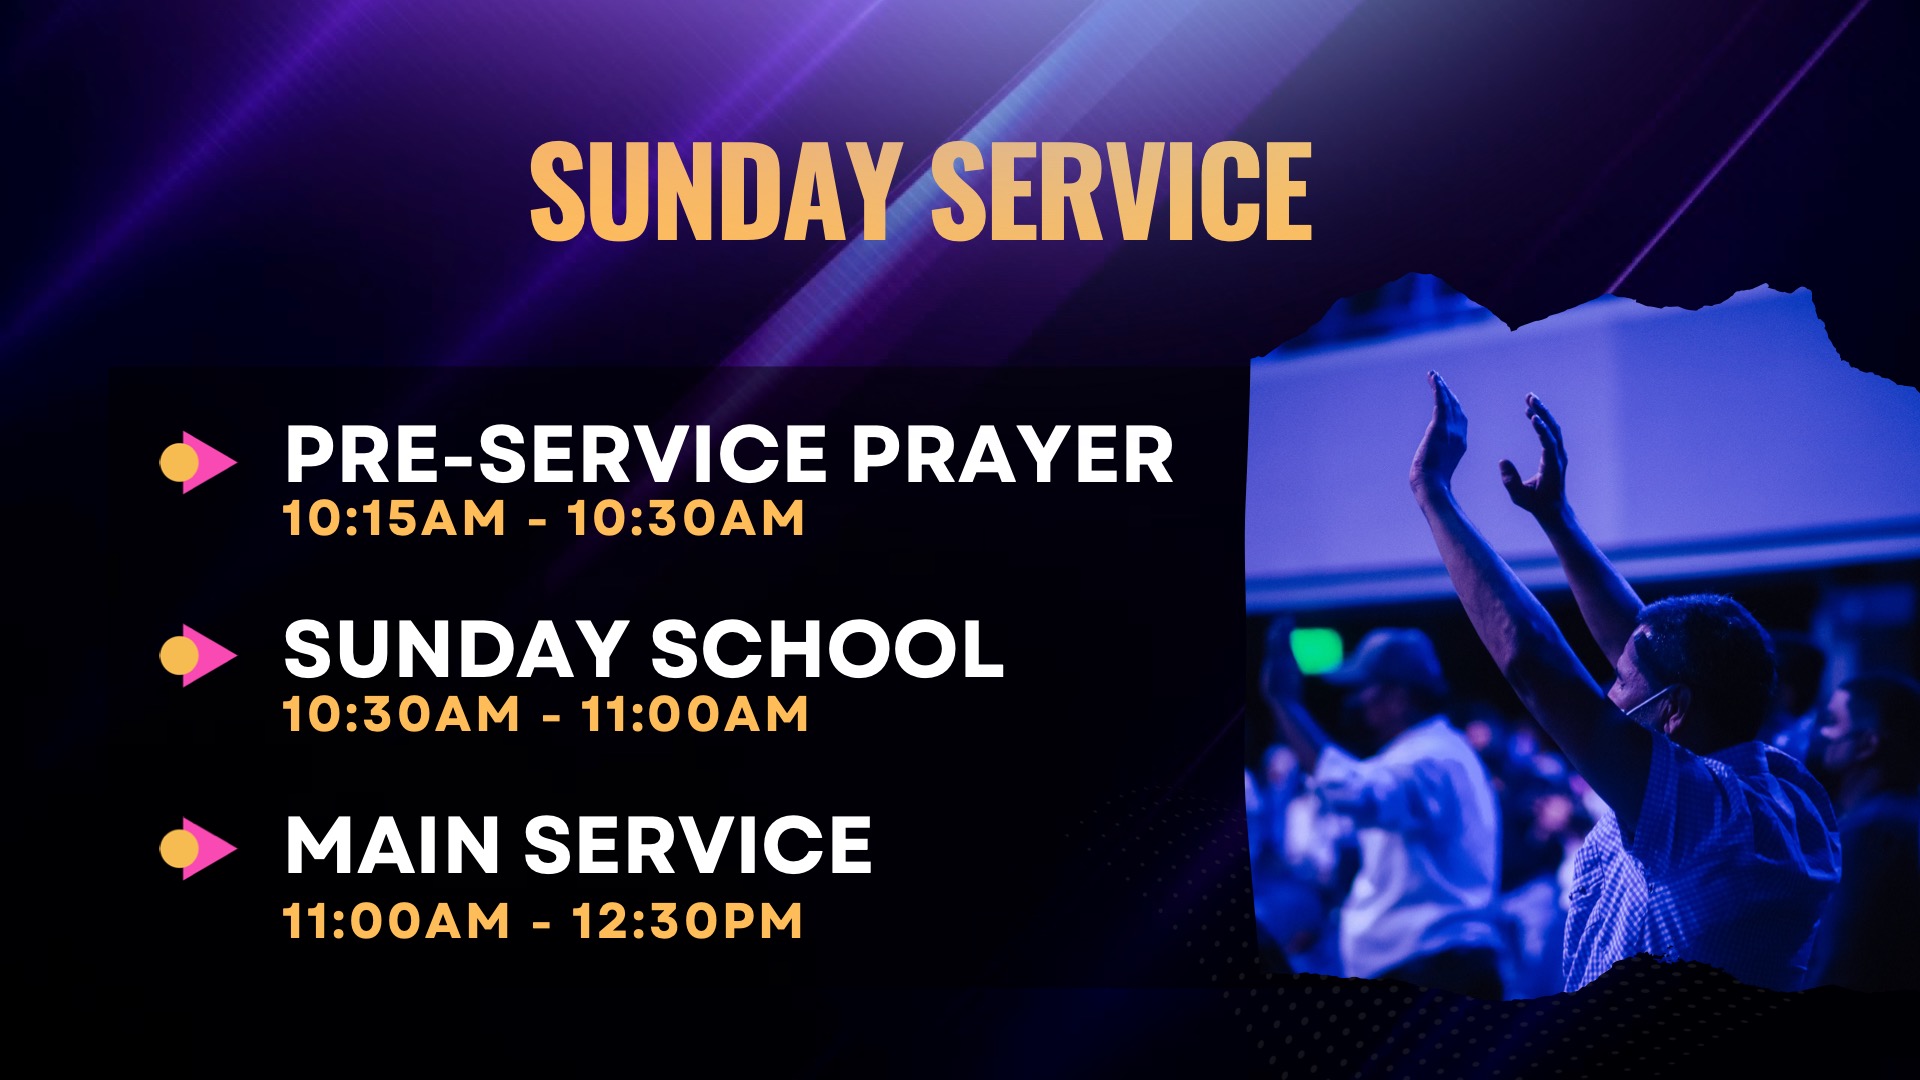 SUNDAY SERVICE
PRE-SERVICE PRAYER
10:15AM - 10:30AM
SUNDAY SCHOOL
10:30AM - 11:00AM
MAIN SERVICE
11:00AM - 12:30PM